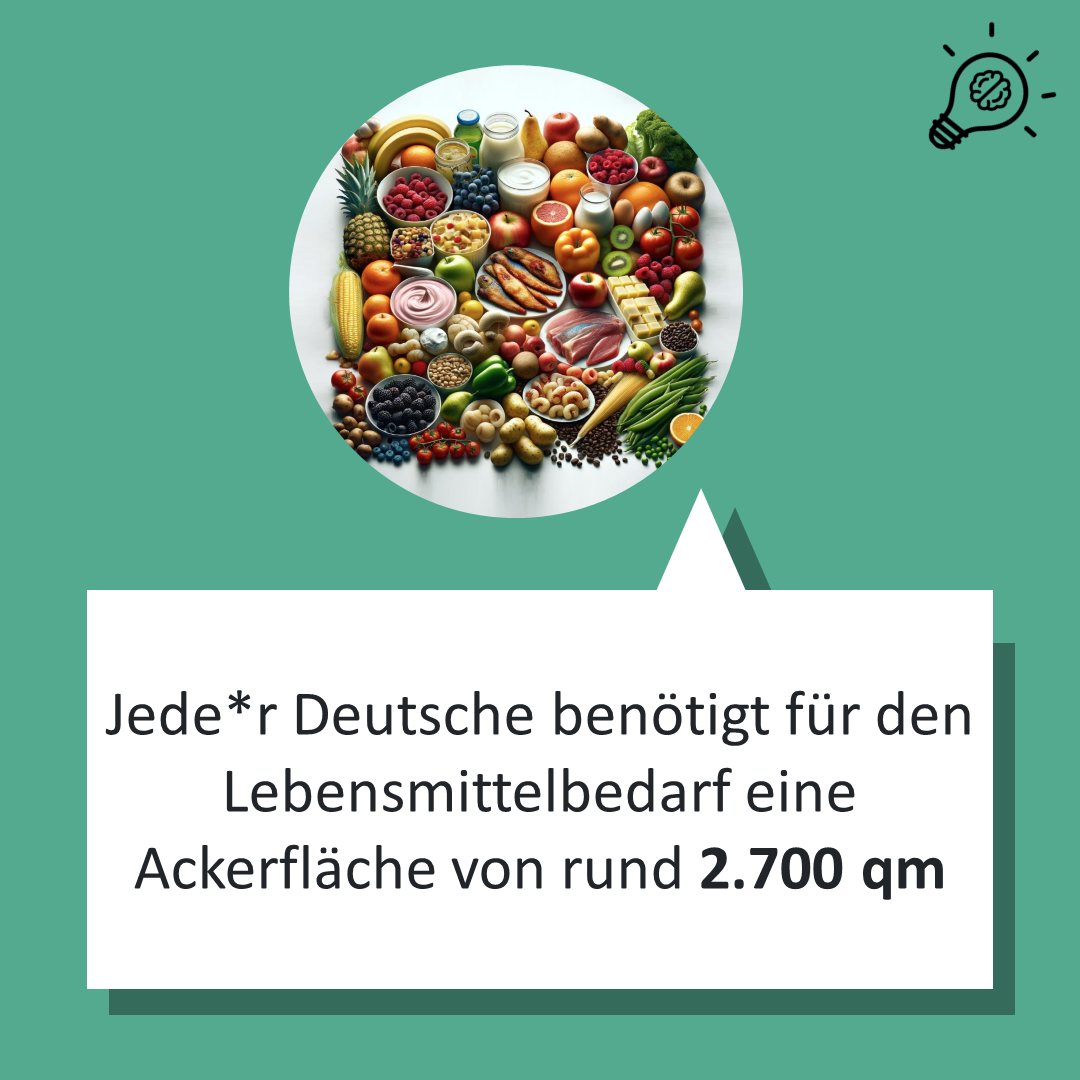 Jede*r Deutsche benötigt für den
Lebensmittelbedarf eine
Ackerfläche von rund 2.700 qm